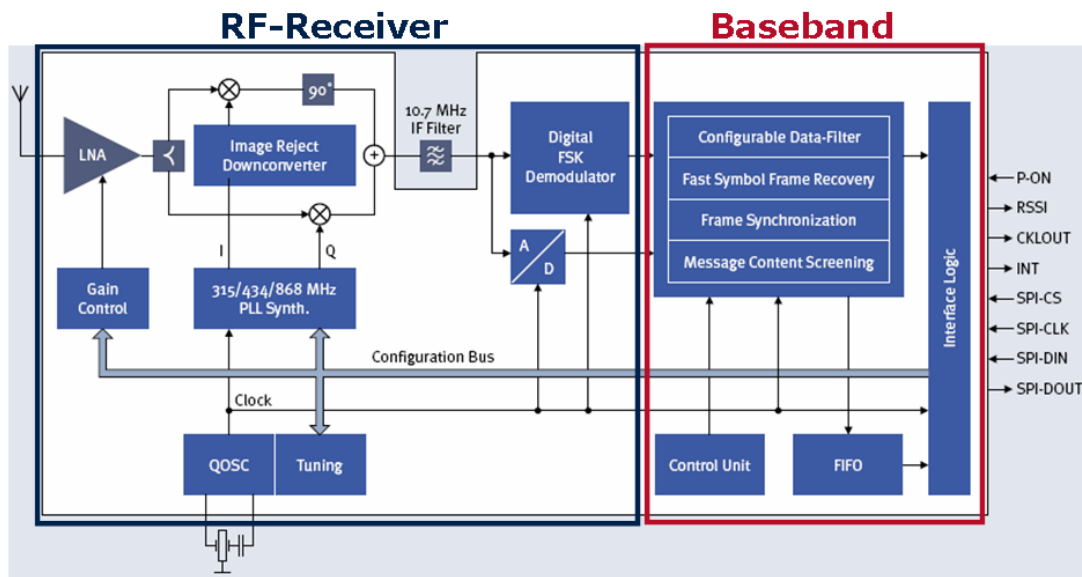 RF-Receiver
Baseband
LNA
90°
Image Reject
Downconverter
10.7 MHz
IF Filter
Digital
FSK
Demodulator
A
D
I
Q
Gain
Control
315/434/868 MHz
PLL Synth.
Configuration Bus
Clock
QOSC
Tuning
Configurable Data-Filter
Fast Symbol Frame Recovery
Frame Synchronization
Message Content Screening
Control Unit
FIFO
Interface Logic
P-ON
RSSI
CKLOUT
INT
SPI-CS
SPI-CLK
SPI-DIN
SPI-DOUT